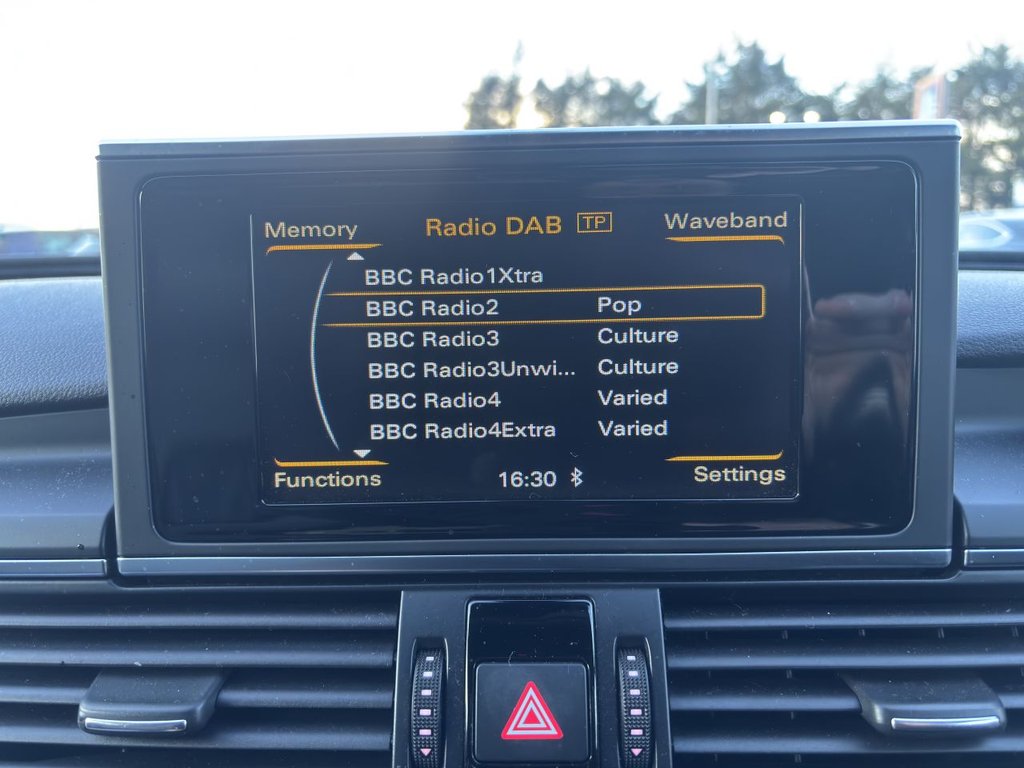 Memory Radio DAB TP Waveband
BBC Radio1Xtra
BBC Radio2 Pop
BBC Radio3 Culture
BBC Radio3Unwi... Culture
BBC Radio4 Varied
BBC Radio4Extra Varied
Functions 16:30 Settings